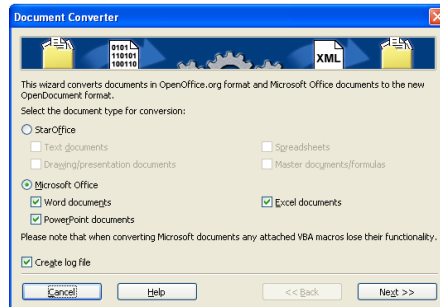 Document Converter
0101
110101
100110
XML
This wizard converts documents in OpenOffice.org format and Microsoft Office documents to the new
OpenDocument format.
Select the document type for conversion:
StarOffice
Text documents
Spreadsheets
Drawing/presentation documents
Master documents/formulas
Microsoft Office
Word documents
Excel documents
PowerPoint documents
Please note that when converting Microsoft documents any attached VBA macros lose their functionality.
Create log file
Cancel
Help
<< Back
Next >>